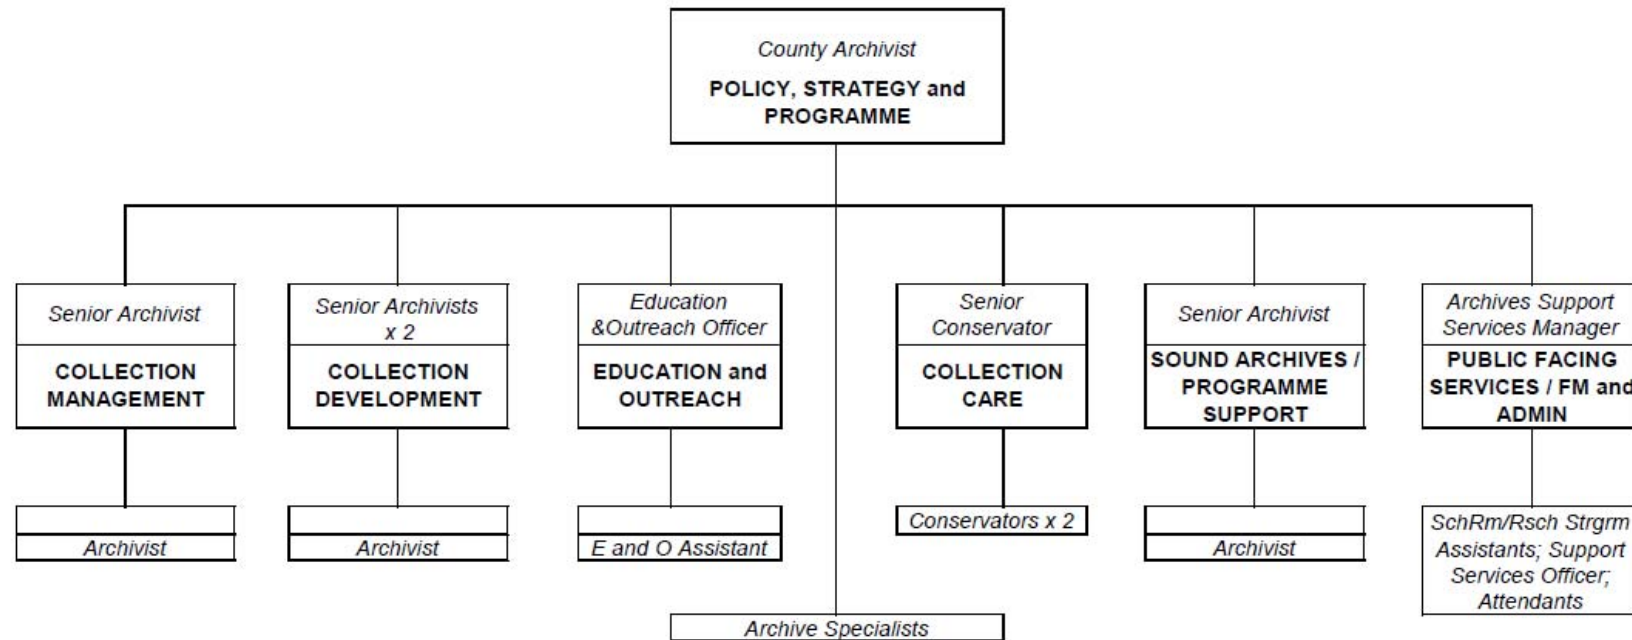 County Archivist
POLICY, STRATEGY and
PROGRAMME
Senior Archivist
COLLECTION
MANAGEMENT
Senior Archivists
x 2
COLLECTION
DEVELOPMENT
Education
&Outreach Officer
EDUCATION and
OUTREACH
Senior
Conservator
COLLECTION
CARE
Senior Archivist
SOUND ARCHIVES /
PROGRAMME
SUPPORT
Archives Support
Services Manager
PUBLIC FACING
SERVICES / FM and
ADMIN
Archivist
Archivist
E and O Assistant
Conservators x 2
Archivist
SchRm/Rsch Strgrm
Assistants; Support
Services Officer;
Attendants
Archive Specialists